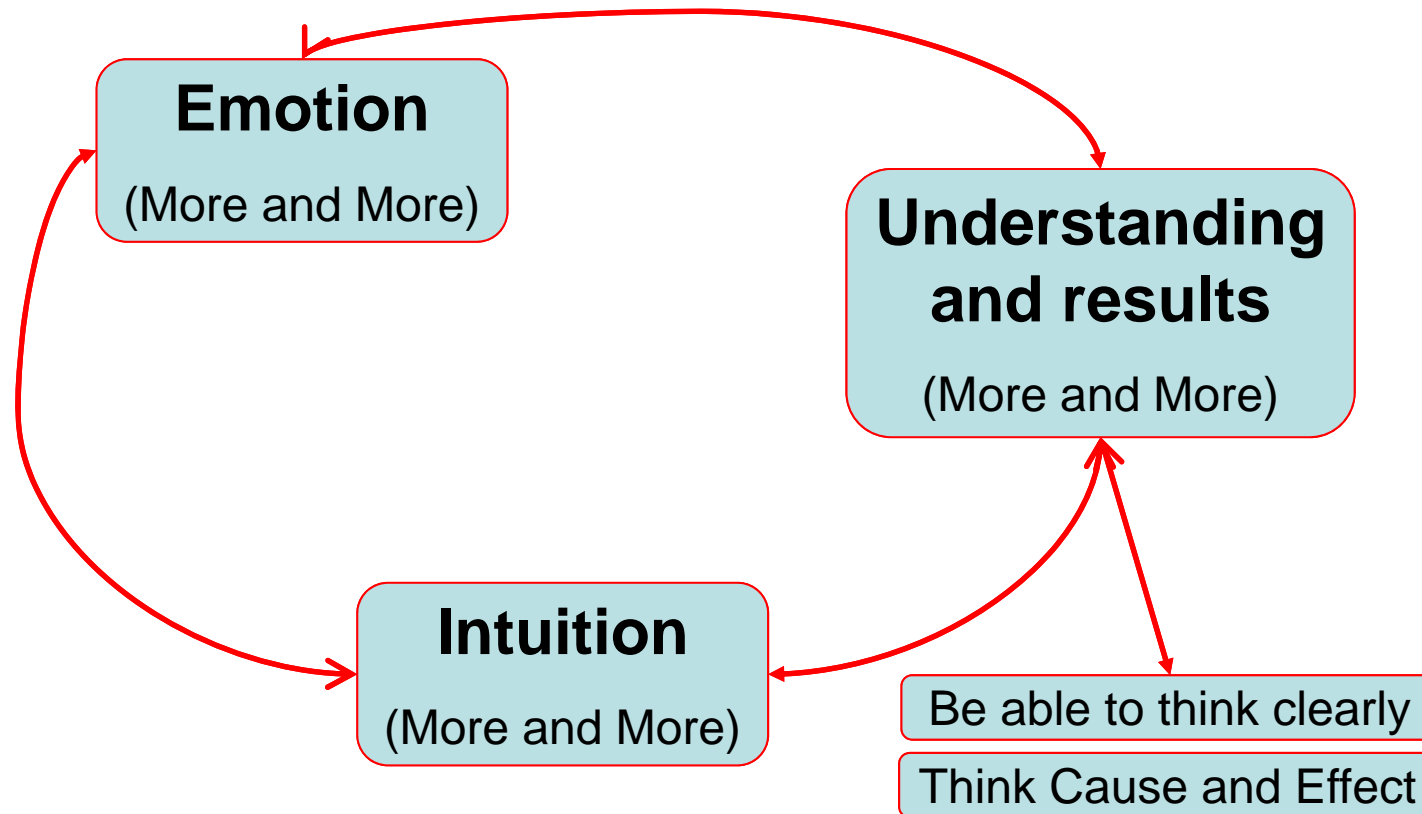 Emotion
(More and More)
Understanding
and results
(More and More)
Intuition
(More and More)
Be able to think clearly
Think Cause and Effect